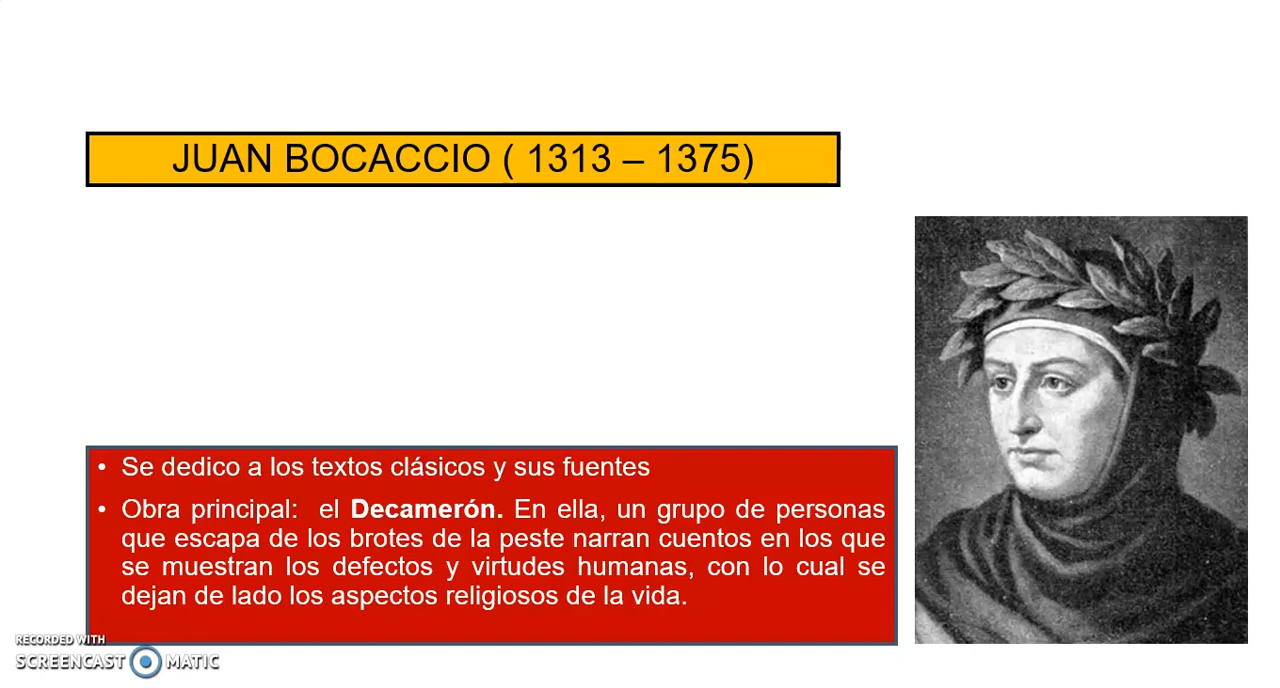 JUAN BOCACCIO ( 1313 – 1375)
• Se dedico a los textos clásicos y sus fuentes
• Obra principal: el Decamerón. En ella, un grupo de personas
que escapa de los brotes de la peste narran cuentos en los que
se muestran los defectos y virtudes humanas, con lo cual se
dejan de lado los aspectos religiosos de la vida.
RECORDED WITH
SCREENCAST MATIC